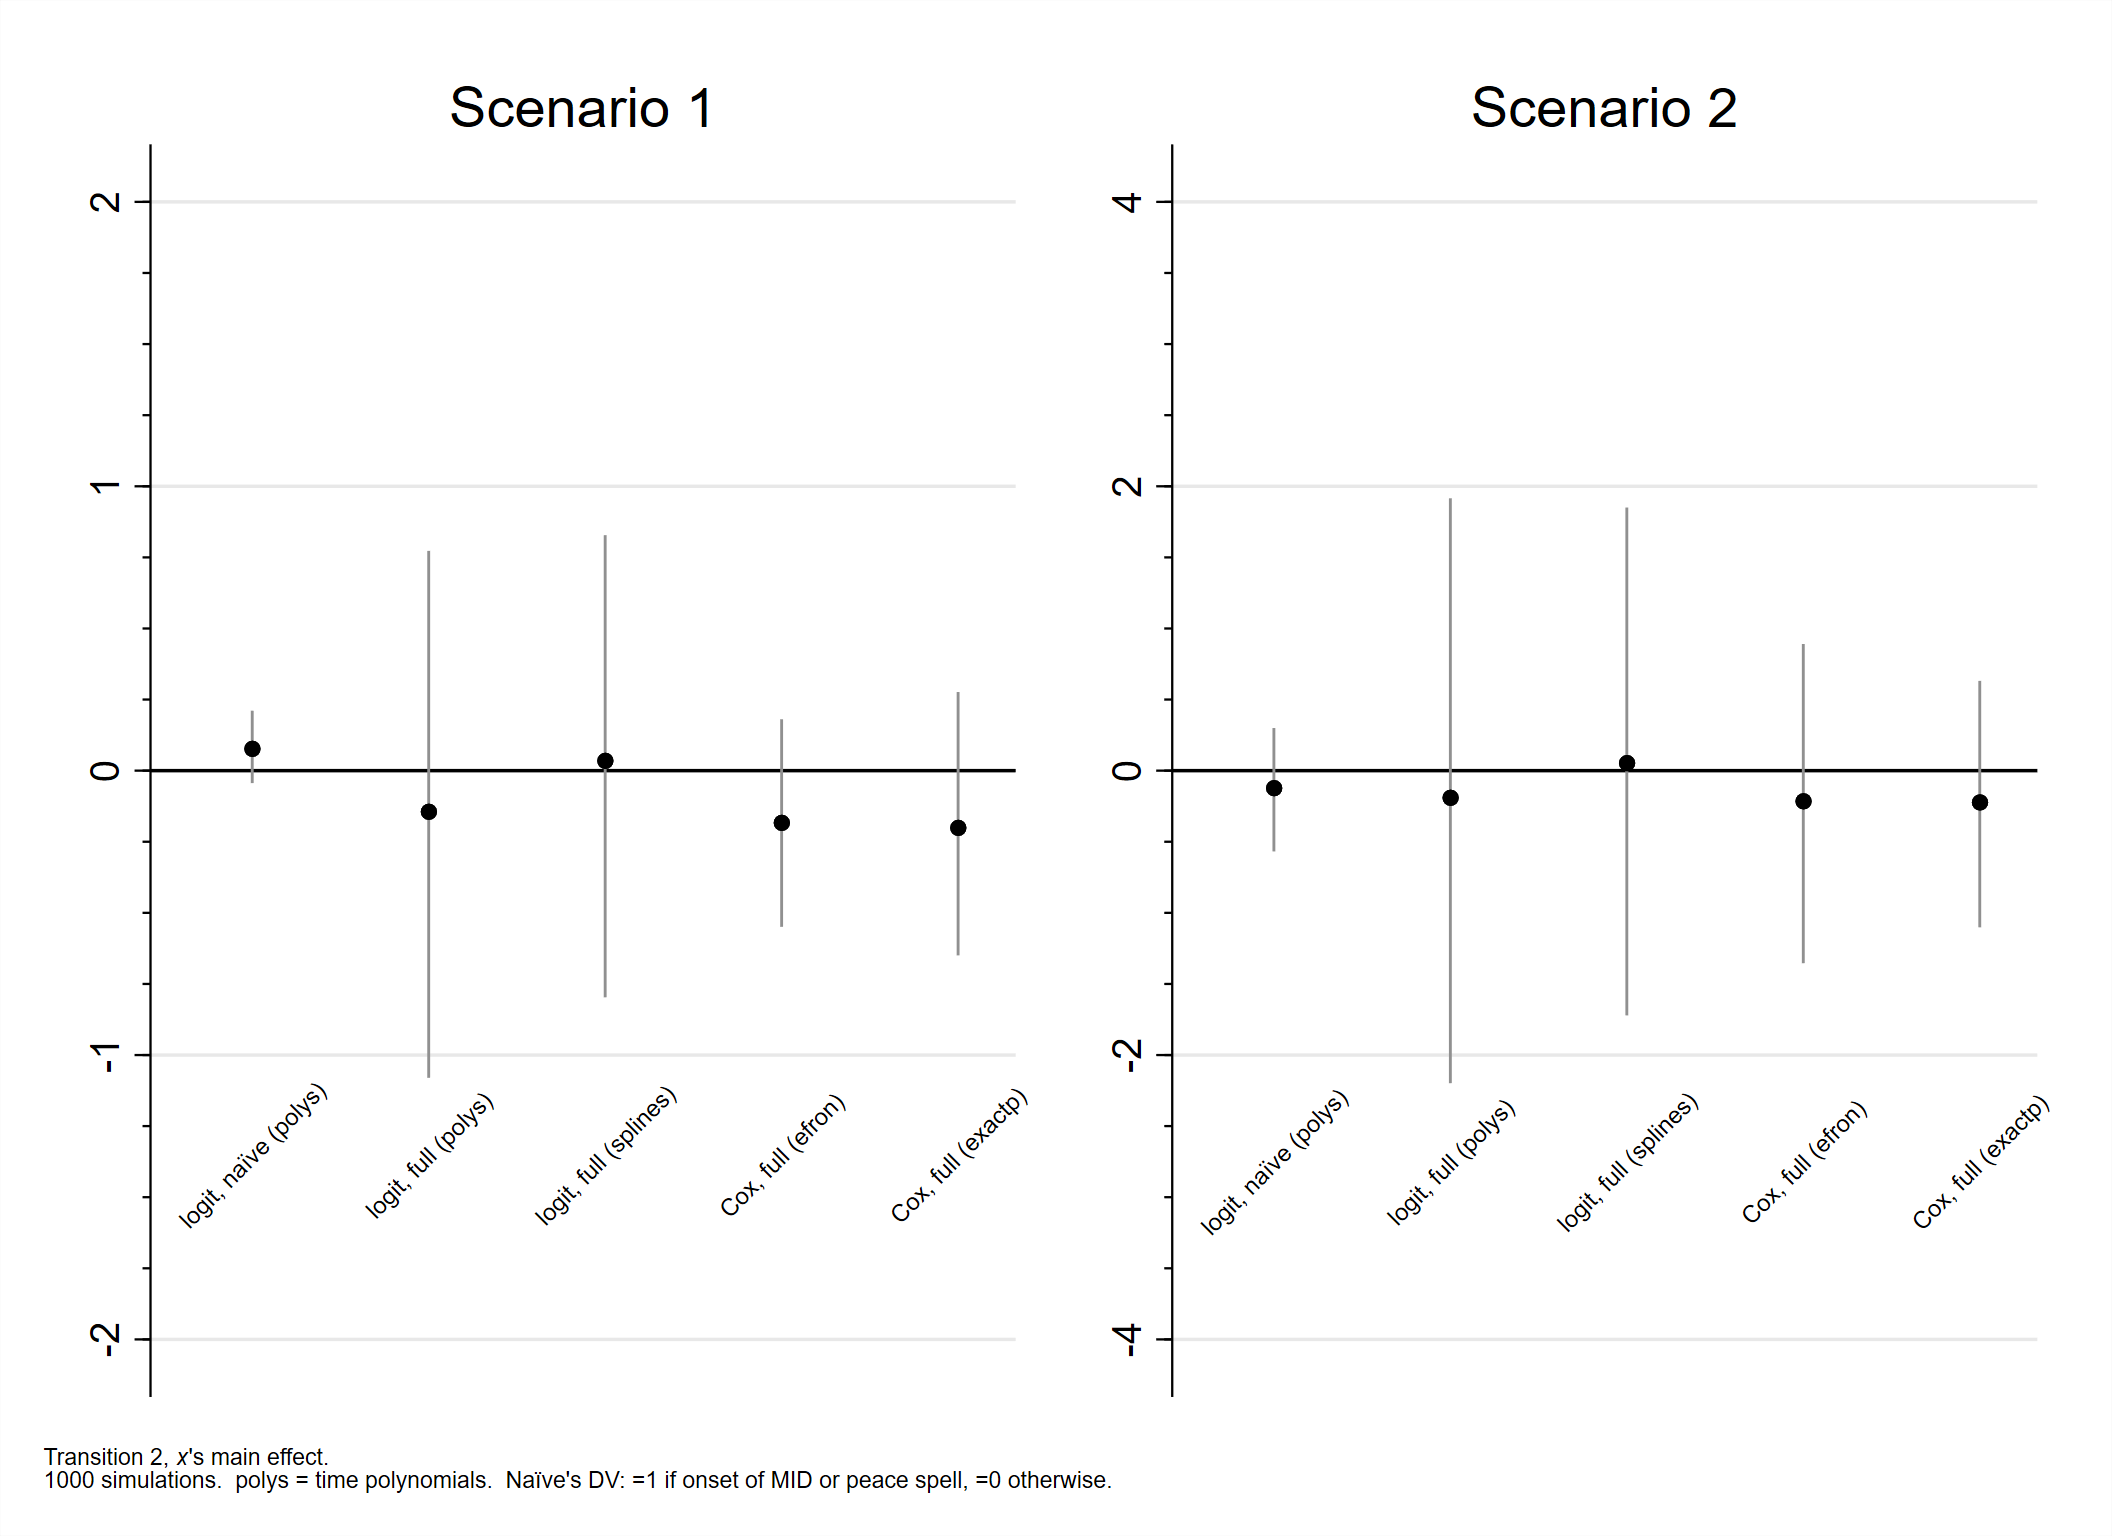 Scenario 1
2
1
0
-1
-2
logit, naïve (polys)
logit, full (polys)
logit, full (splines)
Cox, full (efron)
Cox, full (exactp)
Scenario 2
4
2
0
-2
-4
logit, naïve (polys)
logit, full (polys)
logit, full (splines)
Cox, full (efron)
Cox, full (exactp)
Transition 2, x's main effect.
1000 simulations.  polys = time polynomials.  Naïve's DV: =1 if onset of MID or peace spell, =0 otherwise.